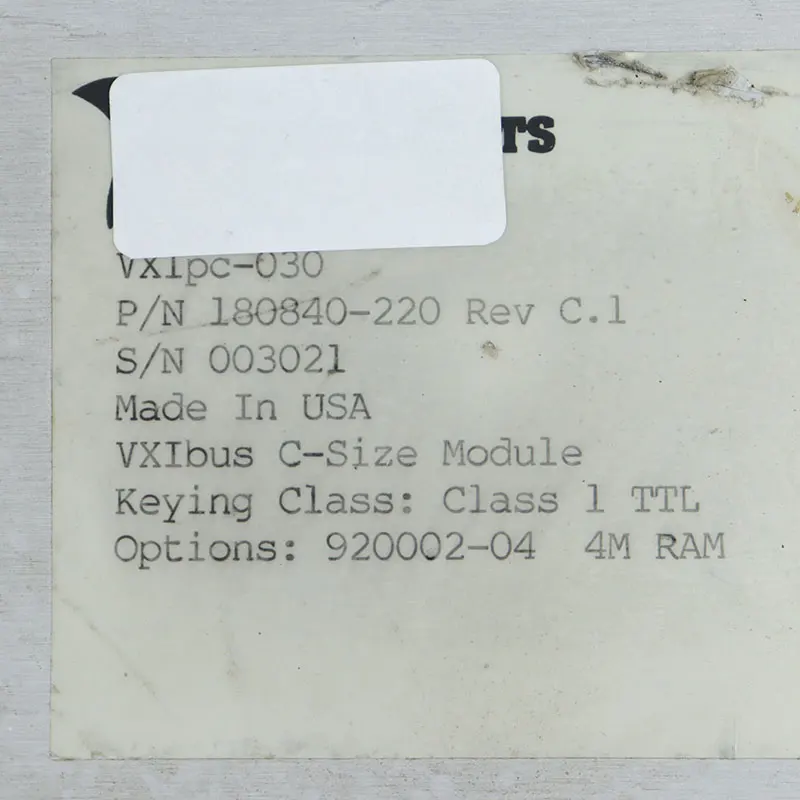 TS
VXIpc-030
P/N 180840-220 Rev C.1
S/N 003021
Made In USA
VXIbus C-Size Module
Keying Class: Class 1 TTL
Options: 920002-04 4M RAM